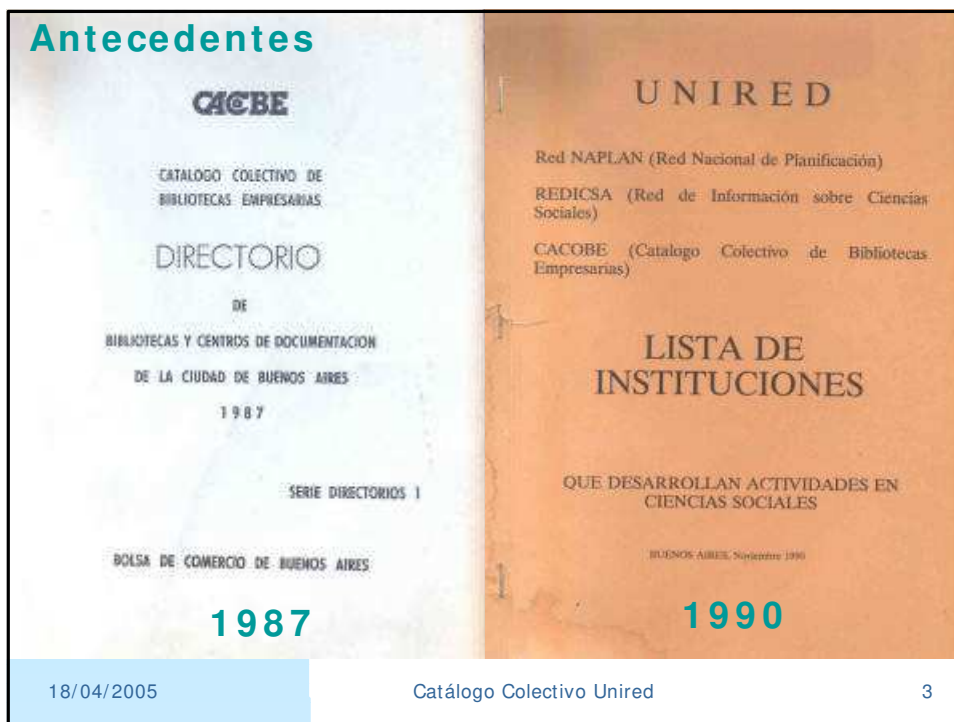 Antecedentes
CACOBE
CATALOGO COLECTIVO DE
BIBLIOTECAS EMPRESARIAS
DIRECTORIO
DE
BIBLIOTECAS Y CENTROS DE DOCUMENTACION
DE LA CIUDAD DE BUENOS AIRES
1987
SERIE DIRECTORIOS 1
BOLSA DE COMERCIO DE BUENOS AIRES
1987
UNIRED
Red NAPLAN (Red Nacional de Planificación)
REDICSA (Red de Información sobre Ciencias
Sociales)
CACOBE (Catalogo Colectivo de Bibliotecas
Empresarias)
LISTA DE
INSTITUCIONES
QUE DESARROLLAN ACTIVIDADES EN
CIENCIAS SOCIALES
BUENOS AIRES, Noviembre 1990
1990
18/04/2005
Catálogo Colectivo Unired
3